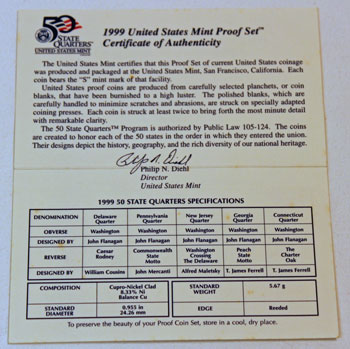 50
STATE
QUARTERS™
UNITED STATES MINT
1999 United States Mint Proof Set™
Certificate of Authenticity
The United States Mint certifies that this Proof Set of current United States coinage
was produced and packaged at the United States Mint, San Francisco, California. Each
coin bears the "S" mint mark of that facility.
United States proof coins are produced from carefully selected planchets, or coin
blanks, that have been burnished to a high luster. The polished blanks, which are
carefully handled to minimize scratches and abrasions, are struck on specially adapted
coining presses. Each coin is struck at least twice to bring forth the most minute detail
with remarkable clarity.
The 50 State Quarters™ Program is authorized by Public Law 105-124. The coins
are created to honor each of the 50 states in the order in which they entered the union.
Their designs depict the history, geography, and the rich diversity of our national heritage.
Philip N. Diehl
Philip N. Diehl
Director
United States Mint
1999 50 STATE QUARTERS SPECIFICATIONS
DENOMINATION Delaware Quarter Pennsylvania Quarter New Jersey Quarter Georgia Quarter Connecticut Quarter
OBVERSE Washington Washington Washington Washington Washington
DESIGNED BY John Flanagan John Flanagan John Flanagan John Flanagan John Flanagan
REVERSE Caesar Rodney Commonwealth State Motto Washington Crossing The Delaware Peach State Motto The Charter Oak
DESIGNED BY William Cousins John Mercanti Alfred Maletsky T. James Ferrell T. James Ferrell
COMPOSITION Cupro-Nickel Clad 8.33% Ni Balance Cu STANDARD WEIGHT 5.67 g
STANDARD DIAMETER 0.955 in 24.26 mm EDGE Reeded
To preserve the beauty of your Proof Coin Set, store in a cool, dry place.